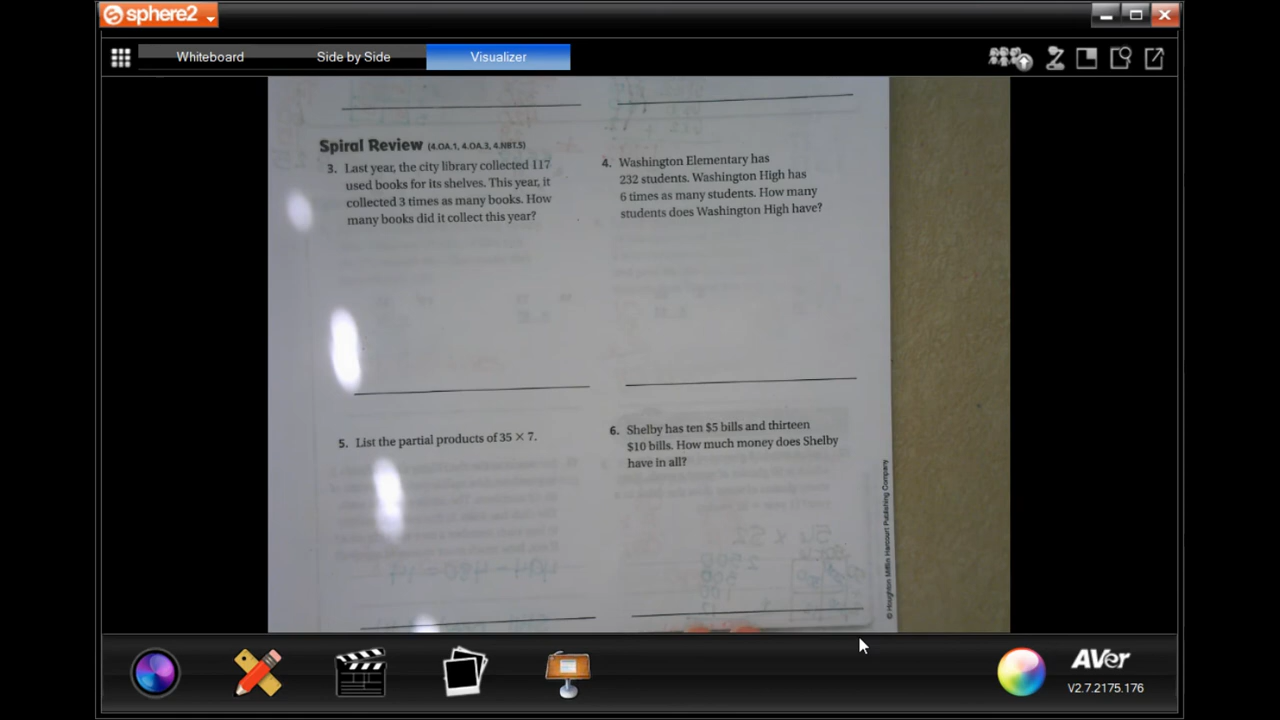 sphere2
Whiteboard
Side by Side
Visualizer
Spiral Review (4.OA.1, 4.OA.3, 4.NBT.5)
3. Last year, the city library collected 117
used books for its shelves. This year, it
collected 3 times as many books. How
many books did it collect this year?
4. Washington Elementary has
232 students. Washington High has
6 times as many students. How many
students does Washington High have?
5. List the partial products of 35 × 7.
6. Shelby has ten $5 bills and thirteen
$10 bills. How much money does Shelby
have in all?
© Houghton Mifflin Harcourt Publishing Company
AVer
V2.7.2175.176